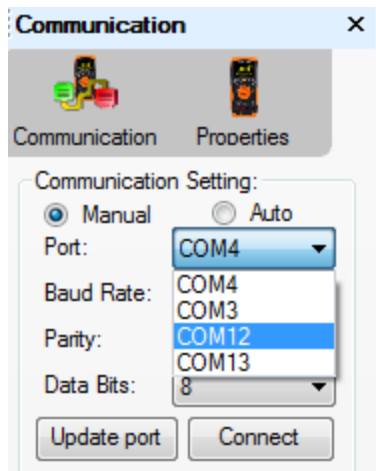 Communication
Communication Properties
Communication Setting:
Manual Auto
Port: COM4
COM4
Baud Rate:
COM3
Parity: COM12
COM13
Data Bits: 8
Update port Connect